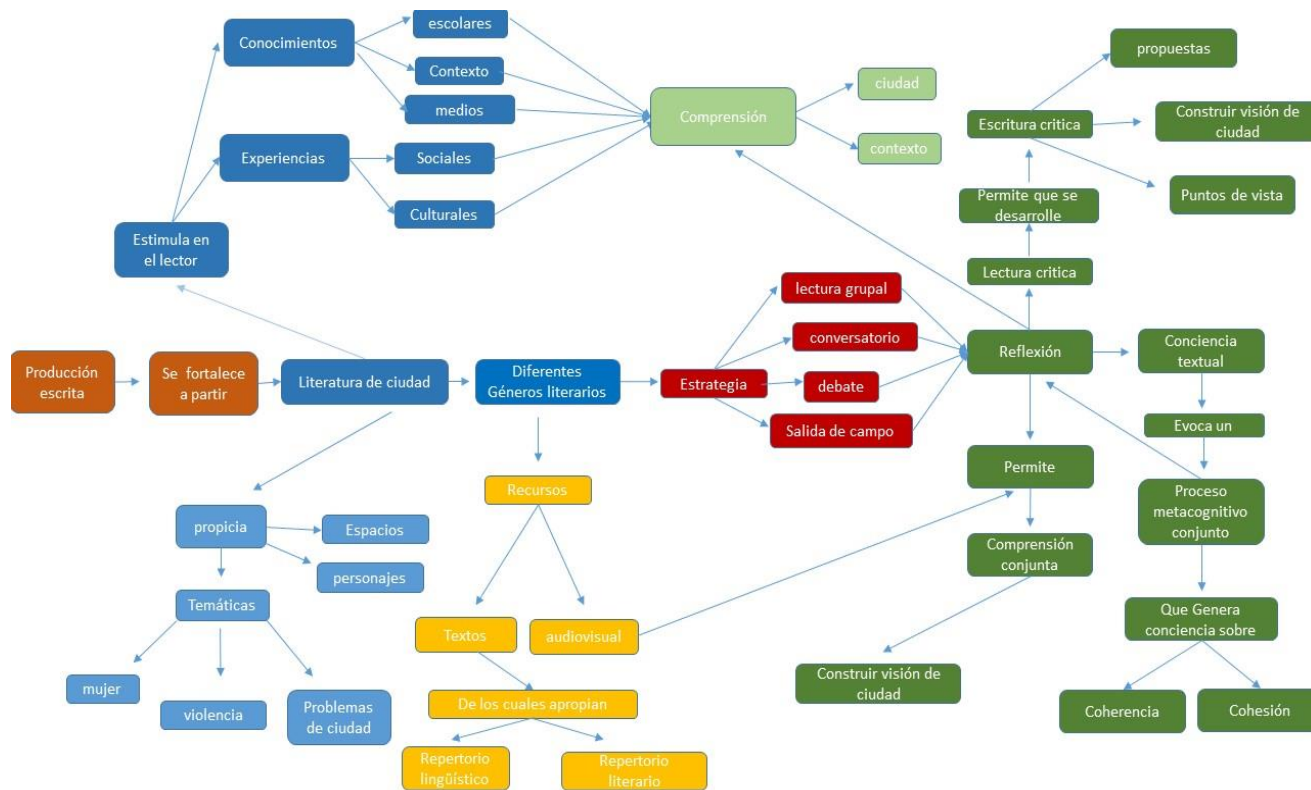 escolares
Conocimientos
Contexto
medios
Experiencias
Sociales
Culturales
Estimula en
el lector
Comprensión
ciudad
contexto
propuestas
Escritura critica
Construir visión de
ciudad
Puntos de vista
Permite que se
desarrolle
Lectura critica
Producción
escrita
Se fortalece
a partir
Literatura de ciudad
Diferentes
Géneros literarios
Estrategia
lectura grupal
conversatorio
debate
Salida de campo
Reflexión
Conciencia
textual
Evoca un
Proceso
metacognitivo
conjunto
Que Genera
conciencia sobre
Coherencia
Cohesión
Permite
Comprensión
conjunta
Construir visión de
ciudad
Recursos
Textos
audiovisual
De los cuales apropian
Repertorio
lingüístico
Repertorio
literario
propicia
Espacios
personajes
Temáticas
mujer
violencia
Problemas
de ciudad